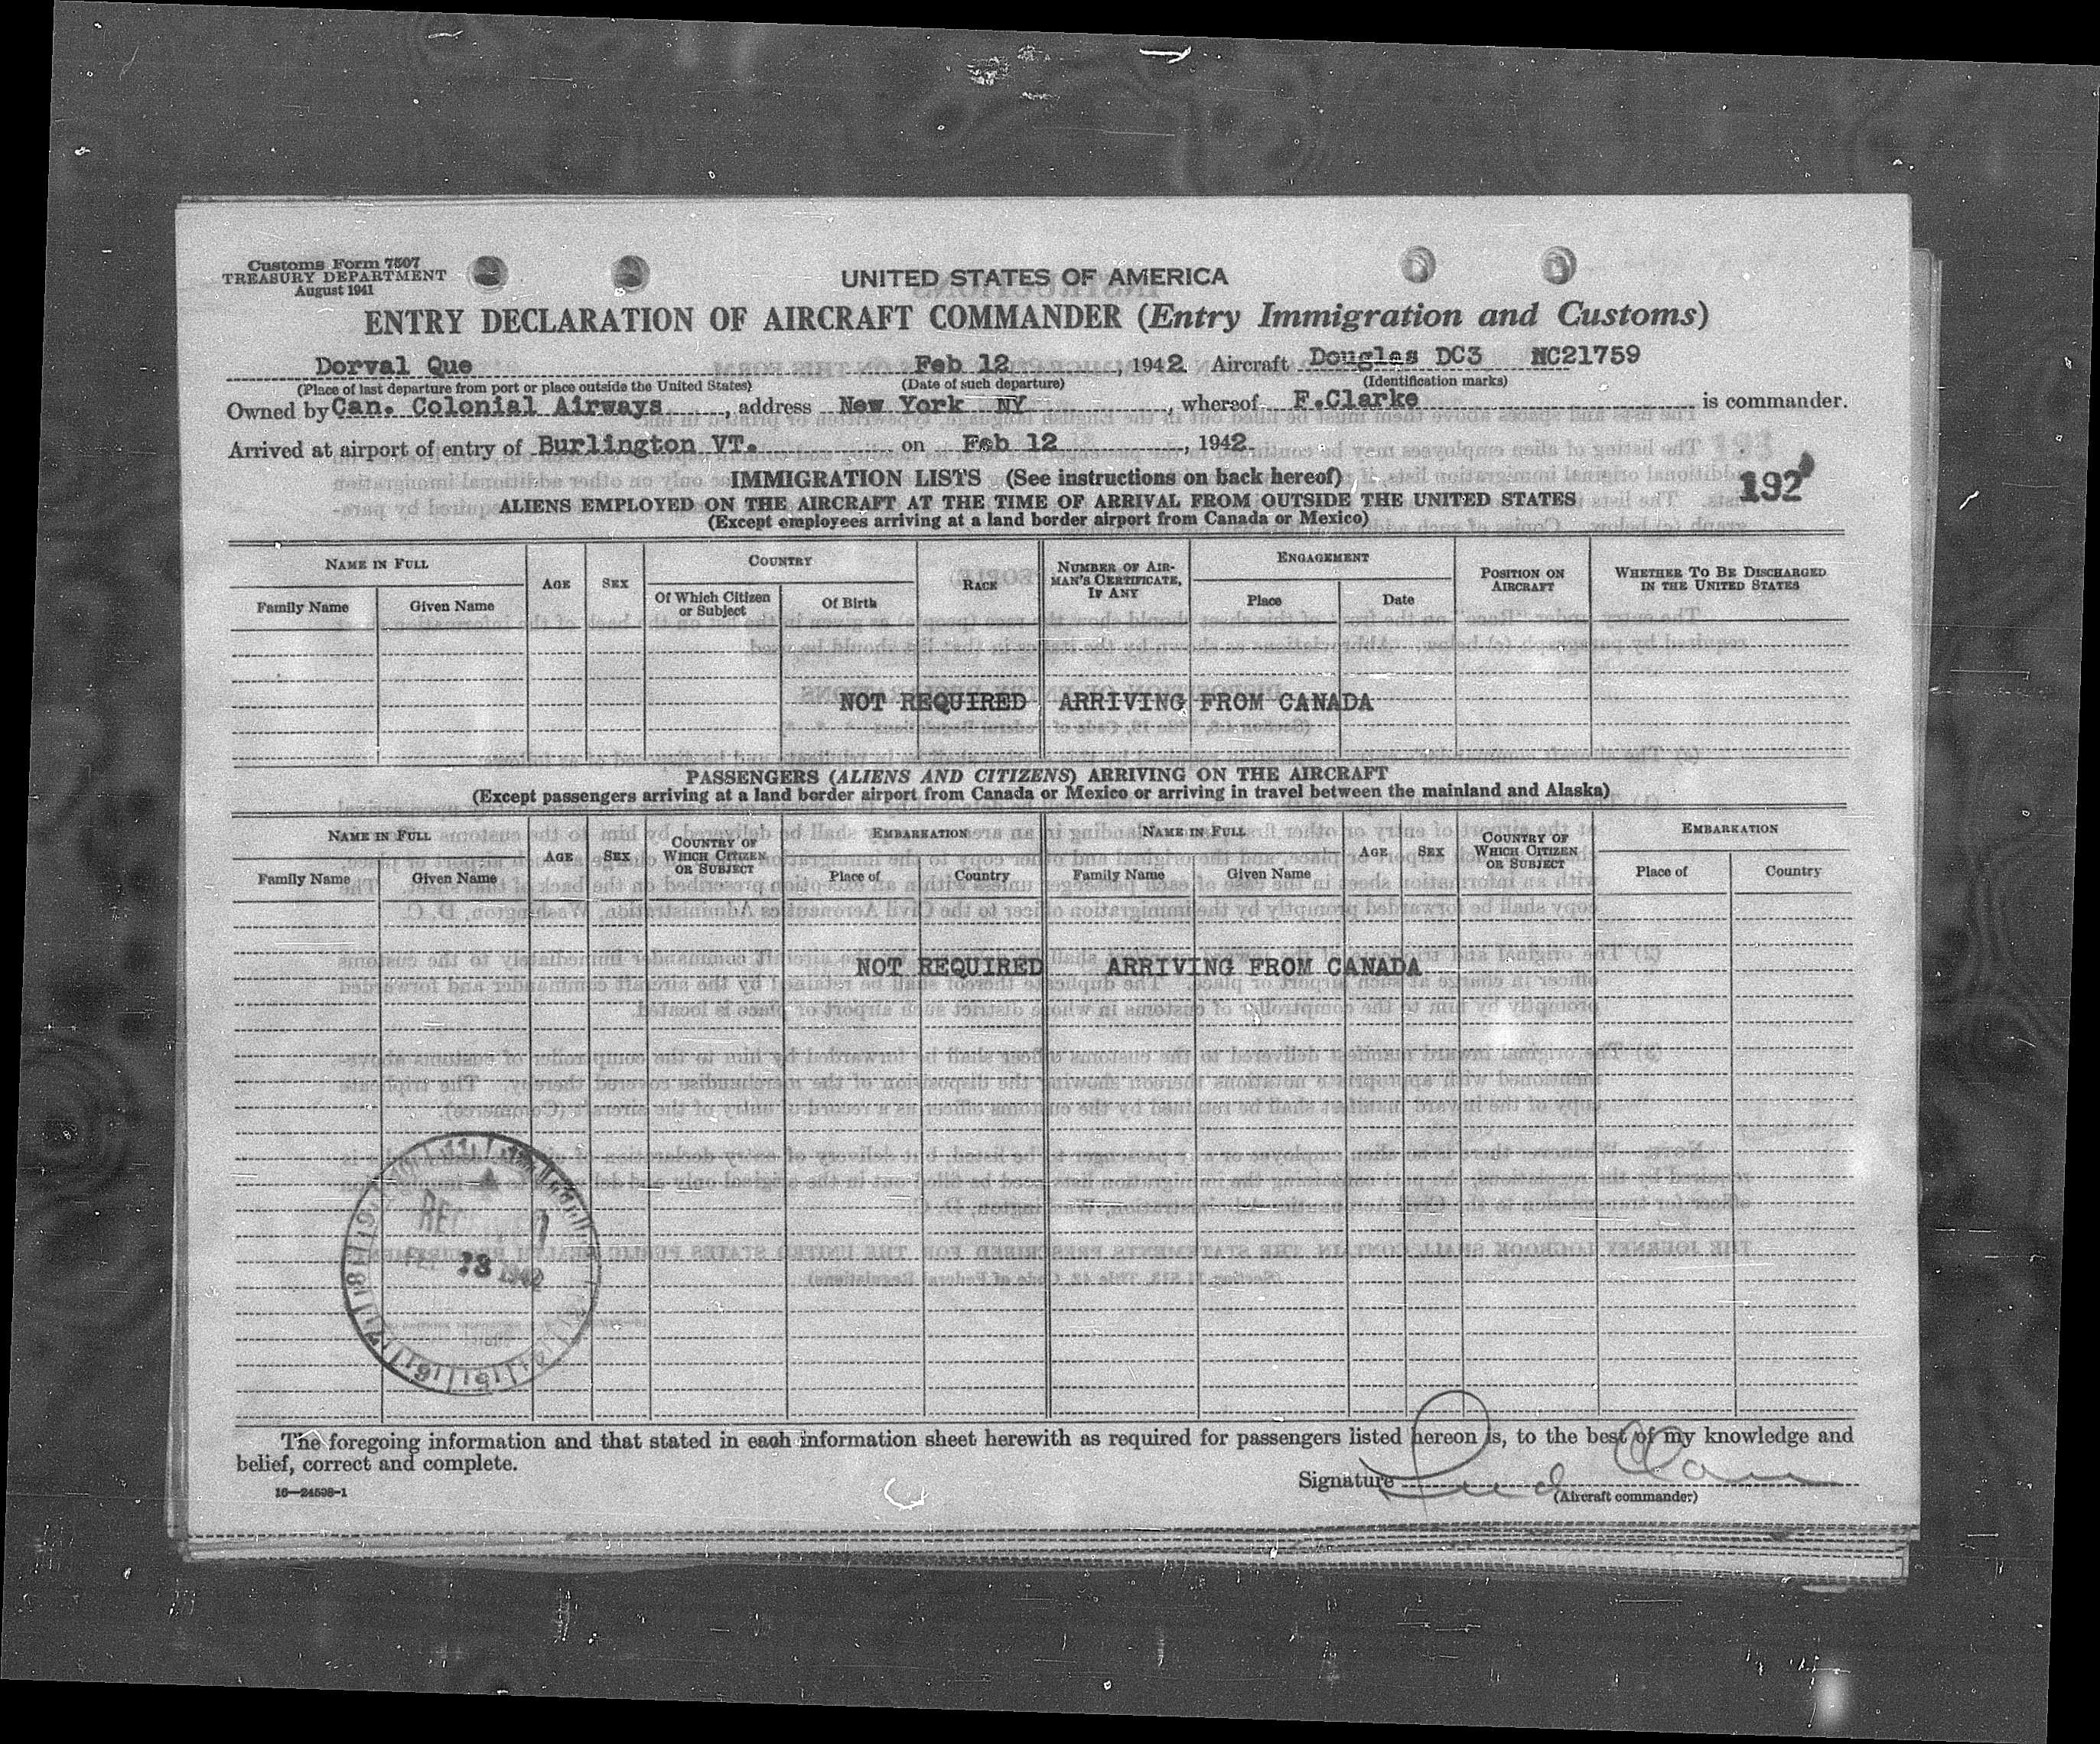 Customs Form 7507
TREASURY DEPARTMENT
August 1941
UNITED STATES OF AMERICA
ENTRY DECLARATION OF AIRCRAFT COMMANDER (Entry Immigration and Customs)
Dorval Que Feb 12, 1942. Aircraft Douglas DC3 NC21759
(Place of last departure from port or place outside the United States) (Date of such departure) (Identification marks)
Owned by Can. Colonial Airways, address New York NY, whereof F.Clarke is commander.
Arrived at airport of entry of Burlington VT. on Feb 12, 1942.
IMMIGRATION LISTS (See instructions on back hereof)
192
ALIENS EMPLOYED ON THE AIRCRAFT AT THE TIME OF ARRIVAL FROM OUTSIDE THE UNITED STATES
(Except employees arriving at a land border airport from Canada or Mexico)
NAME IN FULL AGE SEX COUNTRY RACE NUMBER OF AIRMAN'S CERTIFICATE, IF ANY ENGAGEMENT POSITION ON AIRCRAFT WHETHER TO BE DISCHARGED IN THE UNITED STATES
Family Name Given Name Of Which Citizen or Subject Of Birth Place Date
NOT REQUIRED ARRIVING FROM CANADA
PASSENGERS (ALIENS AND CITIZENS) ARRIVING ON THE AIRCRAFT
(Except passengers arriving at a land border airport from Canada or Mexico or arriving in travel between the mainland and Alaska)
NAME IN FULL AGE SEX COUNTRY OF WHICH CITIZEN OR SUBJECT EMBARKATION NAME IN FULL AGE SEX COUNTRY OF WHICH CITIZEN OR SUBJECT EMBARKATION
Family Name Given Name Place of Country Family Name Given Name Place of Country
NOT REQUIRED ARRIVING FROM CANADA
RECEIVED
1942
The foregoing information and that stated in each information sheet herewith as required for passengers listed hereon is, to the best of my knowledge and
belief, correct and complete.
Signature
(Aircraft commander)
16—24598-1